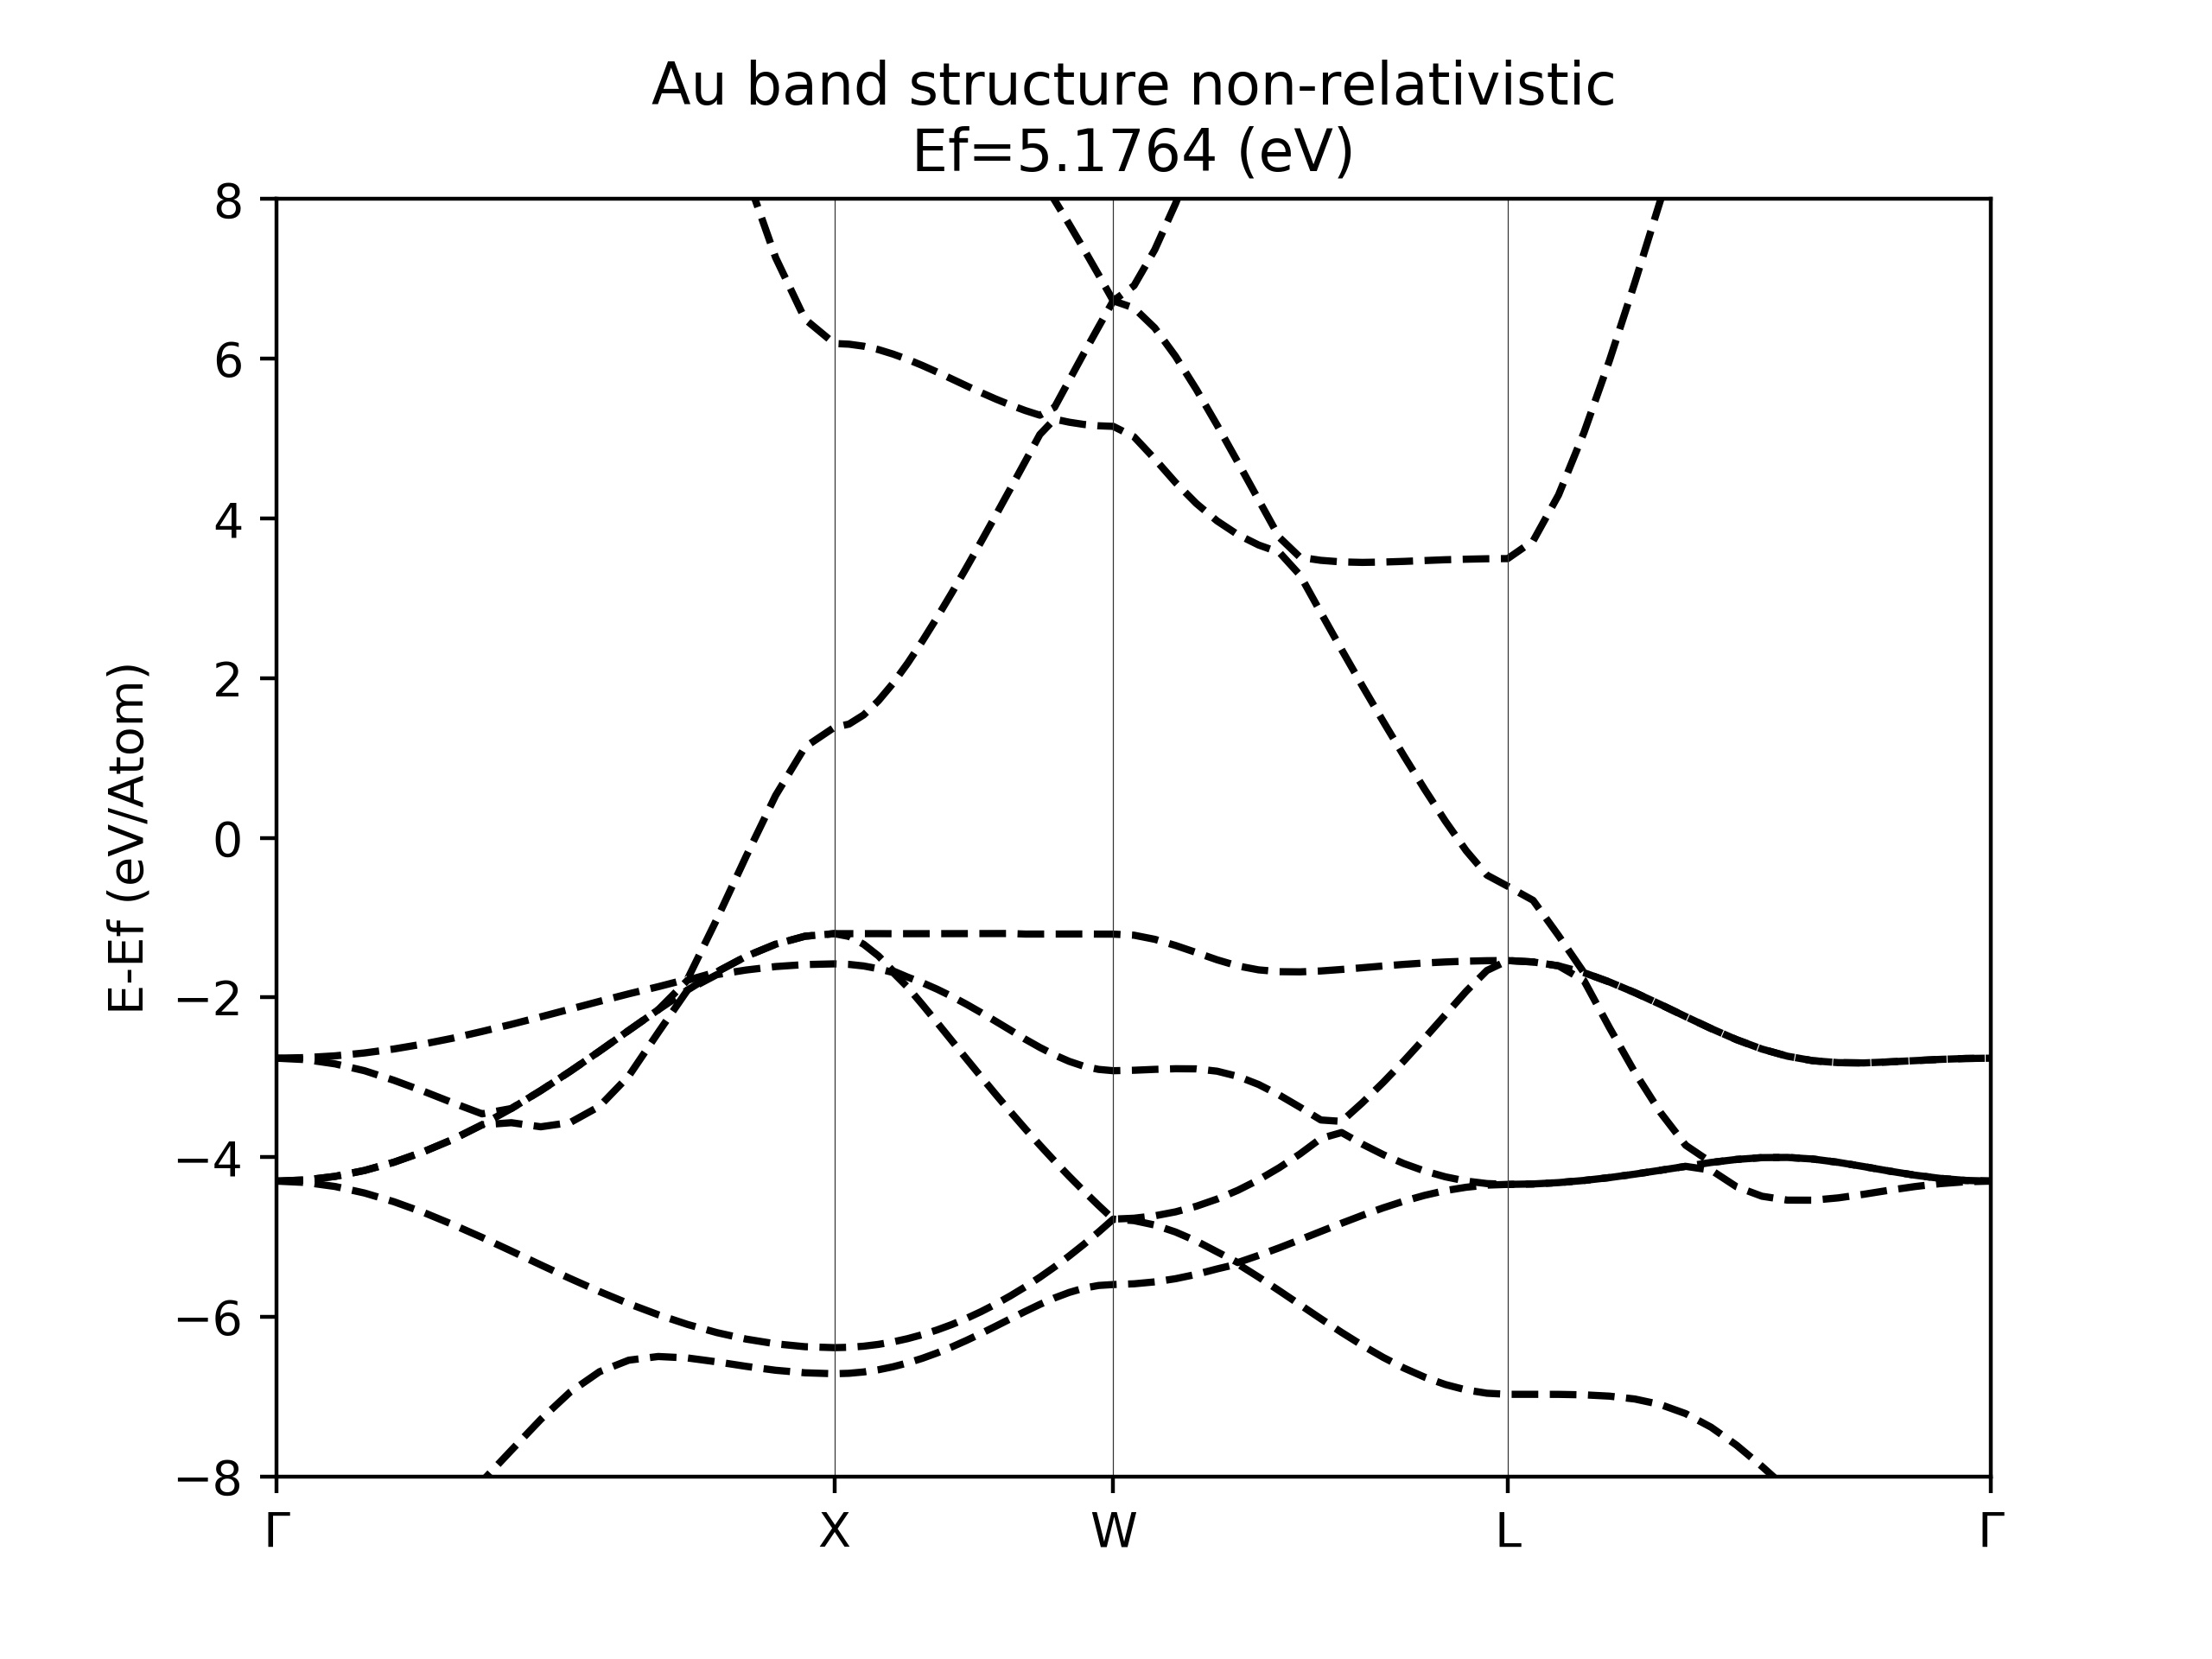 Au band structure non-relativistic
Ef=5.1764 (eV)
E-Ef (eV/Atom)
8
6
4
2
0
−2
−4
−6
−8
Γ X W L Γ